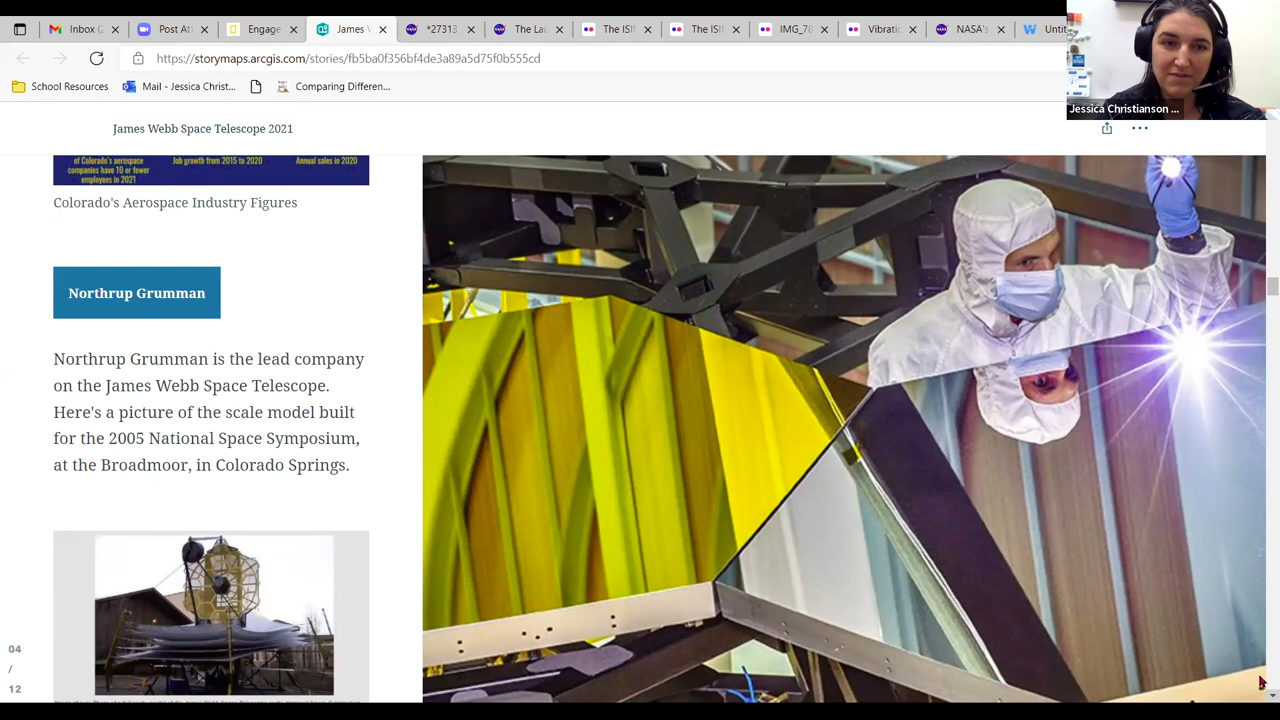 Inbox (2
Post At
Engage
James
*27313
The La
The ISI
The ISI
IMG_78
Vibrati
NASA's
Unti
https://storymaps.arcgis.com/stories/
School Resources
Mail - Jessica Christ...
Comparing Differen...
Jessica Christianson ...
James Webb Space Telescope 2021
of Colorado's aerospace
companies have 10 or fewer
employees in 2021
Job growth from 2015 to 2020
Annual sales in 2020
Colorado's Aerospace Industry Figures
Northrup Grumman
Northrup Grumman is the lead company
on the James Webb Space Telescope.
Here's a picture of the scale model built
for the 2005 National Space Symposium,
at the Broadmoor, in Colorado Springs.
04
/
12